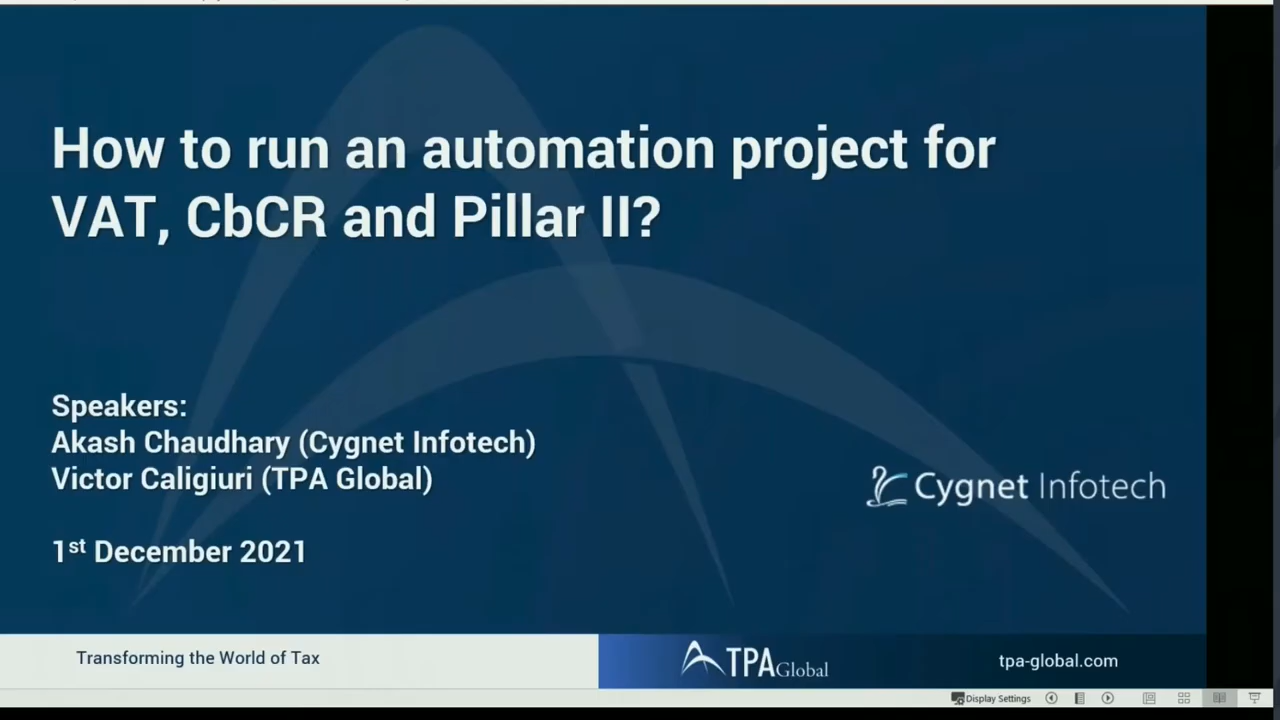 How to run an automation project for
VAT, CbCR and Pillar II?
Speakers:
Akash Chaudhary (Cygnet Infotech)
Victor Caligiuri (TPA Global)
Cygnet Infotech
1st December 2021
Transforming the World of Tax
TPA Global
tpa-global.com
Display Settings